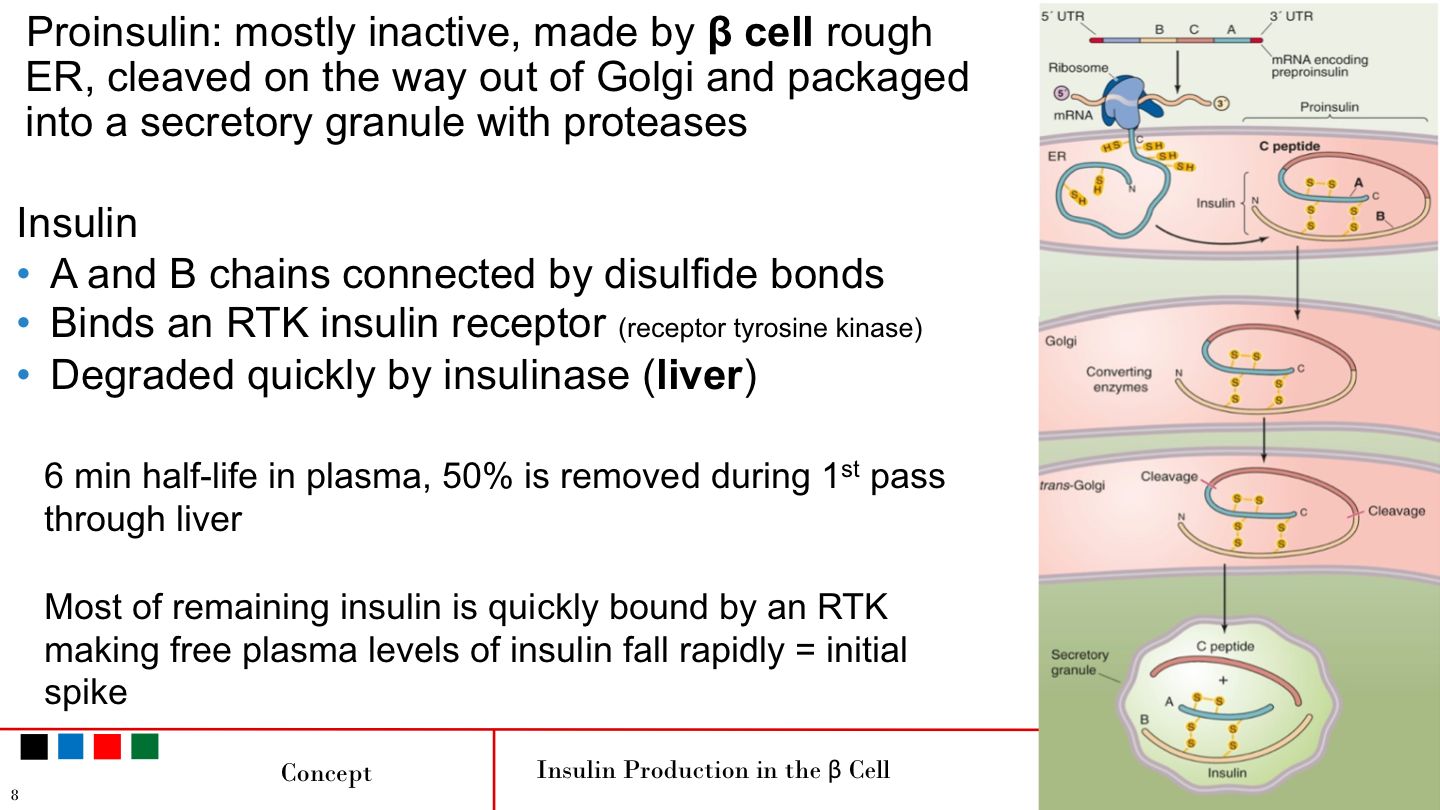 Proinsulin: mostly inactive, made by β cell rough
ER, cleaved on the way out of Golgi and packaged
into a secretory granule with proteases
Insulin
• A and B chains connected by disulfide bonds
• Binds an RTK insulin receptor (receptor tyrosine kinase)
• Degraded quickly by insulinase (liver)
6 min half-life in plasma, 50% is removed during 1st pass
through liver
Most of remaining insulin is quickly bound by an RTK
making free plasma levels of insulin fall rapidly = initial
spike
5´ UTR
3´ UTR
B C A
mRNA encoding
preproinsulin
Ribosome
5´
3´
mRNA
Proinsulin
C
HS
SH
SH
SH
C peptide
ER
S
H
SH
N
S S
A
C
Insulin
N
S S
B
S S
Golgi
S S
C
Converting
enzymes
N
S S
S S
trans-Golgi
Cleavage
S S
C
Cleavage
N
S S
S S
Secretory
granule
C peptide
+
A
S S
B
S S
S S
Insulin
Concept
Insulin Production in the β Cell
8